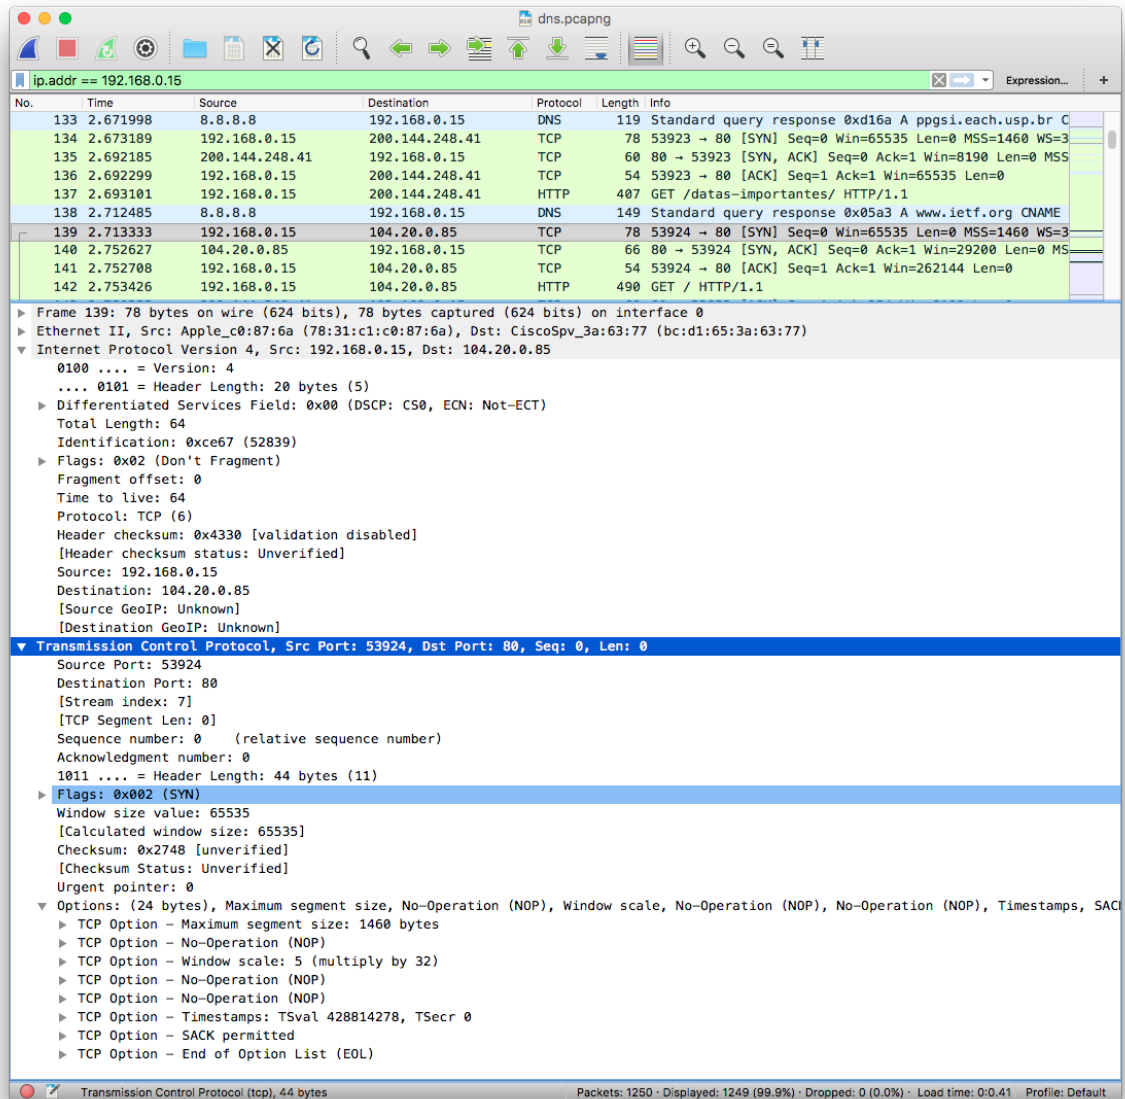 dns.pcapng
ip.addr == 192.168.0.15 Expression... +
No. Time Source Destination Protocol Length Info
133 2.671998 8.8.8.8 192.168.0.15 DNS 119 Standard query response 0xd16a A ppgsi.each.usp.br C
134 2.673189 192.168.0.15 200.144.248.41 TCP 78 53923 → 80 [SYN] Seq=0 Win=65535 Len=0 MSS=1460 WS=3
135 2.692185 200.144.248.41 192.168.0.15 TCP 60 80 → 53923 [SYN, ACK] Seq=0 Ack=1 Win=8190 Len=0 MSS
136 2.692299 192.168.0.15 200.144.248.41 TCP 54 53923 → 80 [ACK] Seq=1 Ack=1 Win=65535 Len=0
137 2.693101 192.168.0.15 200.144.248.41 HTTP 407 GET /datas-importantes/ HTTP/1.1
138 2.712485 8.8.8.8 192.168.0.15 DNS 149 Standard query response 0x05a3 A www.ietf.org CNAME
139 2.713333 192.168.0.15 104.20.0.85 TCP 78 53924 → 80 [SYN] Seq=0 Win=65535 Len=0 MSS=1460 WS=3
140 2.752627 104.20.0.85 192.168.0.15 TCP 66 80 → 53924 [SYN, ACK] Seq=0 Ack=1 Win=29200 Len=0 MS
141 2.752708 192.168.0.15 104.20.0.85 TCP 54 53924 → 80 [ACK] Seq=1 Ack=1 Win=262144 Len=0
142 2.753426 192.168.0.15 104.20.0.85 HTTP 490 GET / HTTP/1.1
Frame 139: 78 bytes on wire (624 bits), 78 bytes captured (624 bits) on interface 0
Ethernet II, Src: Apple_c0:87:6a (78:31:c1:c0:87:6a), Dst: CiscoSpv_3a:63:77 (bc:d1:65:3a:63:77)
Internet Protocol Version 4, Src: 192.168.0.15, Dst: 104.20.0.85
0100 .... = Version: 4
.... 0101 = Header Length: 20 bytes (5)
Differentiated Services Field: 0x00 (DSCP: CS0, ECN: Not-ECT)
Total Length: 64
Identification: 0xce67 (52839)
Flags: 0x02 (Don't Fragment)
Fragment offset: 0
Time to live: 64
Protocol: TCP (6)
Header checksum: 0x4330 [validation disabled]
[Header checksum status: Unverified]
Source: 192.168.0.15
Destination: 104.20.0.85
[Source GeoIP: Unknown]
[Destination GeoIP: Unknown]
Transmission Control Protocol, Src Port: 53924, Dst Port: 80, Seq: 0, Len: 0
Source Port: 53924
Destination Port: 80
[Stream index: 7]
[TCP Segment Len: 0]
Sequence number: 0 (relative sequence number)
Acknowledgment number: 0
1011 .... = Header Length: 44 bytes (11)
Flags: 0x002 (SYN)
Window size value: 65535
[Calculated window size: 65535]
Checksum: 0x2748 [unverified]
[Checksum Status: Unverified]
Urgent pointer: 0
Options: (24 bytes), Maximum segment size, No-Operation (NOP), Window scale, No-Operation (NOP), No-Operation (NOP), Timestamps, SAC
TCP Option – Maximum segment size: 1460 bytes
TCP Option – No-Operation (NOP)
TCP Option – Window scale: 5 (multiply by 32)
TCP Option – No-Operation (NOP)
TCP Option – No-Operation (NOP)
TCP Option – Timestamps: TSval 428814278, TSecr 0
TCP Option – SACK permitted
TCP Option – End of Option List (EOL)
Transmission Control Protocol (tcp), 44 bytes Packets: 1250 · Displayed: 1249 (99.9%) · Dropped: 0 (0.0%) · Load time: 0:0.41 Profile: Default